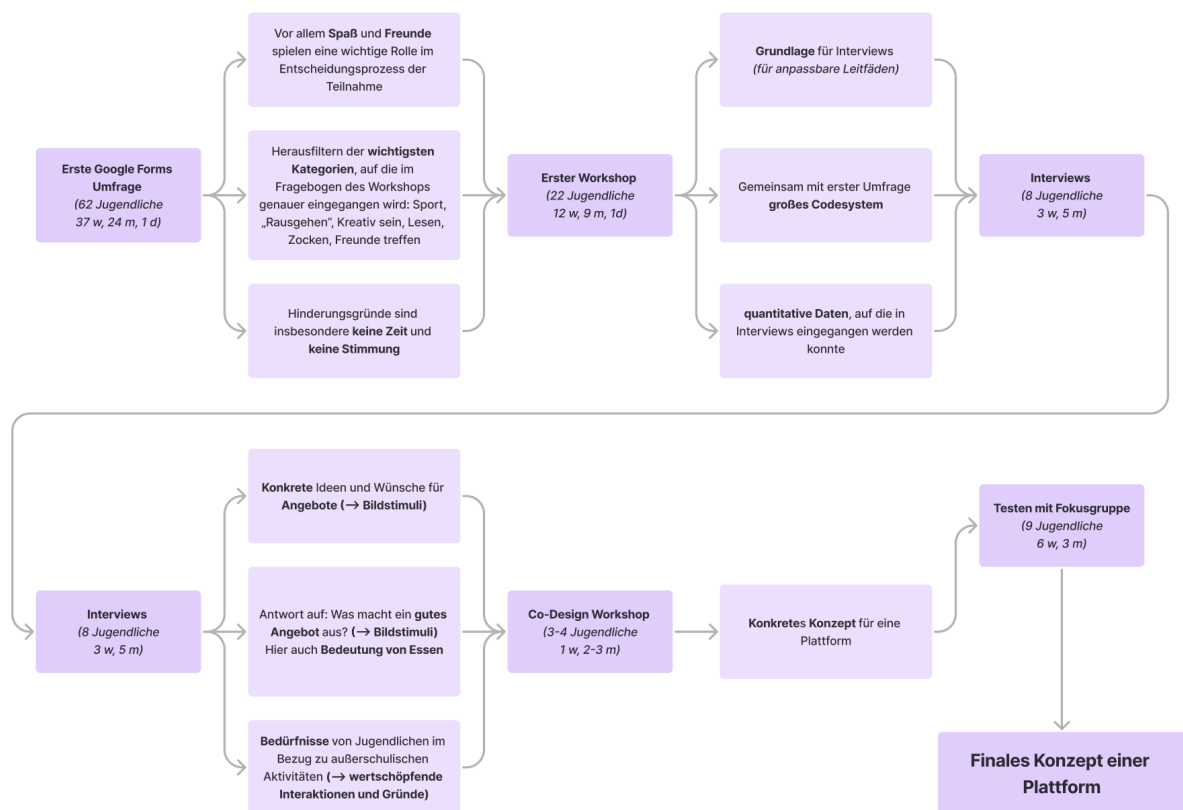 Erste Google Forms
Umfrage
(62 Jugendliche
37 w, 24 m, 1 d)
Vor allem Spaß und Freunde
spielen eine wichtige Rolle im
Entscheidungsprozess der
Teilnahme
Herausfiltern der wichtigsten
Kategorien, auf die im
Fragebogen des Workshops
genauer eingegangen wird: Sport,
„Rausgehen“, Kreativ sein, Lesen,
Zocken, Freunde treffen
Hinderungsgründe sind
insbesondere keine Zeit und
keine Stimmung
Erster Workshop
(22 Jugendliche
12 w, 9 m, 1d)
Grundlage für Interviews
(für anpassbare Leitfäden)
Gemeinsam mit erster Umfrage
großes Codesystem
quantitative Daten, auf die in
Interviews eingegangen werden
konnte
Interviews
(8 Jugendliche
3 w, 5 m)
Interviews
(8 Jugendliche
3 w, 5 m)
Konkrete Ideen und Wünsche für
Angebote (→ Bildstimuli)
Antwort auf: Was macht ein gutes
Angebot aus? (→ Bildstimuli)
Hier auch Bedeutung von Essen
Bedürfnisse von Jugendlichen im
Bezug zu außerschulischen
Aktivitäten (→ wertschöpfende
Interaktionen und Gründe)
Co-Design Workshop
(3-4 Jugendliche
1 w, 2-3 m)
Konkretes Konzept für eine
Plattform
Testen mit Fokusgruppe
(9 Jugendliche
6 w, 3 m)
Finales Konzept einer
Plattform